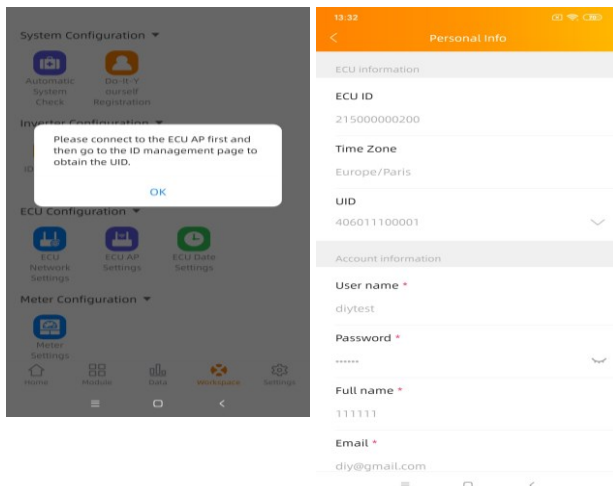 System Configuration
Automatic
System
Check
Do-It-Y
ourself
Registration
Inverter Configuration
Please connect to the ECU AP first and
then go to the ID management page to
obtain the UID.
OK
ID
ECU Configuration
ECU
Network
Settings
ECU AP
Settings
ECU Date
Settings
Meter Configuration
Meter
Settings
Home
Module
Data
Workspace
Settings
13:32
Personal Info
ECU information
ECU ID
215000000200
Time Zone
Europe/Paris
UID
406011100001
Account information
User name *
diytest
Password *
······
Full name *
111111
Email *
diy@gmail.com